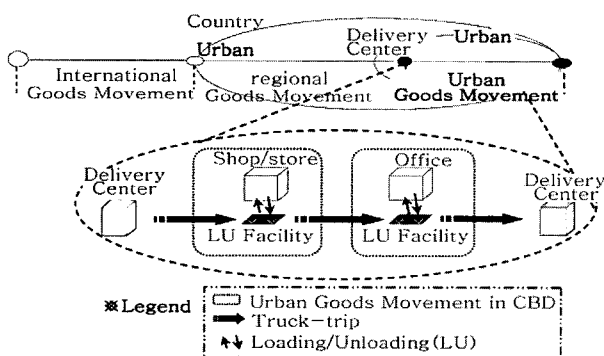 Country
Urban
Delivery
Center
Urban
International
Goods Movement
regional
Goods Movement
Urban
Goods Movement
Delivery
Center
Shop/store
Office
Delivery
Center
LU Facility
LU Facility
※Legend
Urban Goods Movement in CBD
Truck-trip
Loading/Unloading(LU)